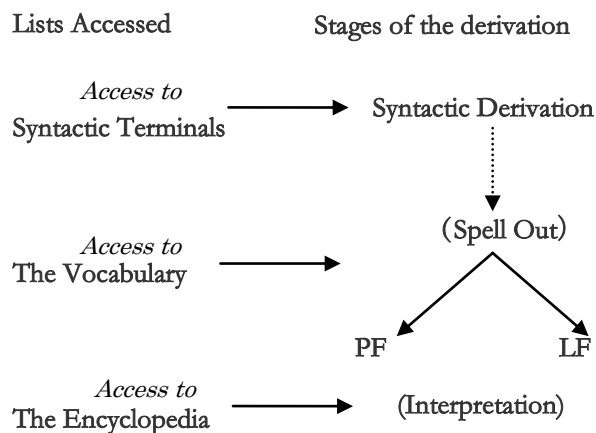 Lists Accessed Stages of the derivation
Access to
Syntactic Terminals Syntactic Derivation
(Spell Out)
Access to
The Vocabulary
PF LF
Access to
The Encyclopedia (Interpretation)